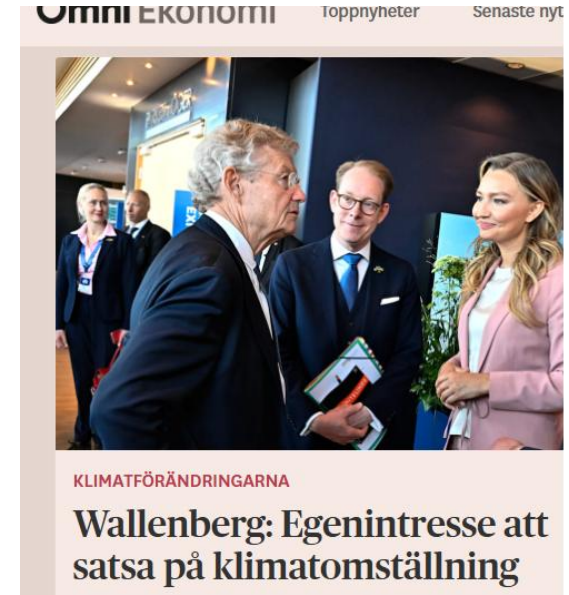 Omni Ekonomi
Toppnyheter
Senaste nyt
KLIMATFÖRÄNDRINGARNA
Wallenberg: Egenintresse att
satsa på klimatomställning